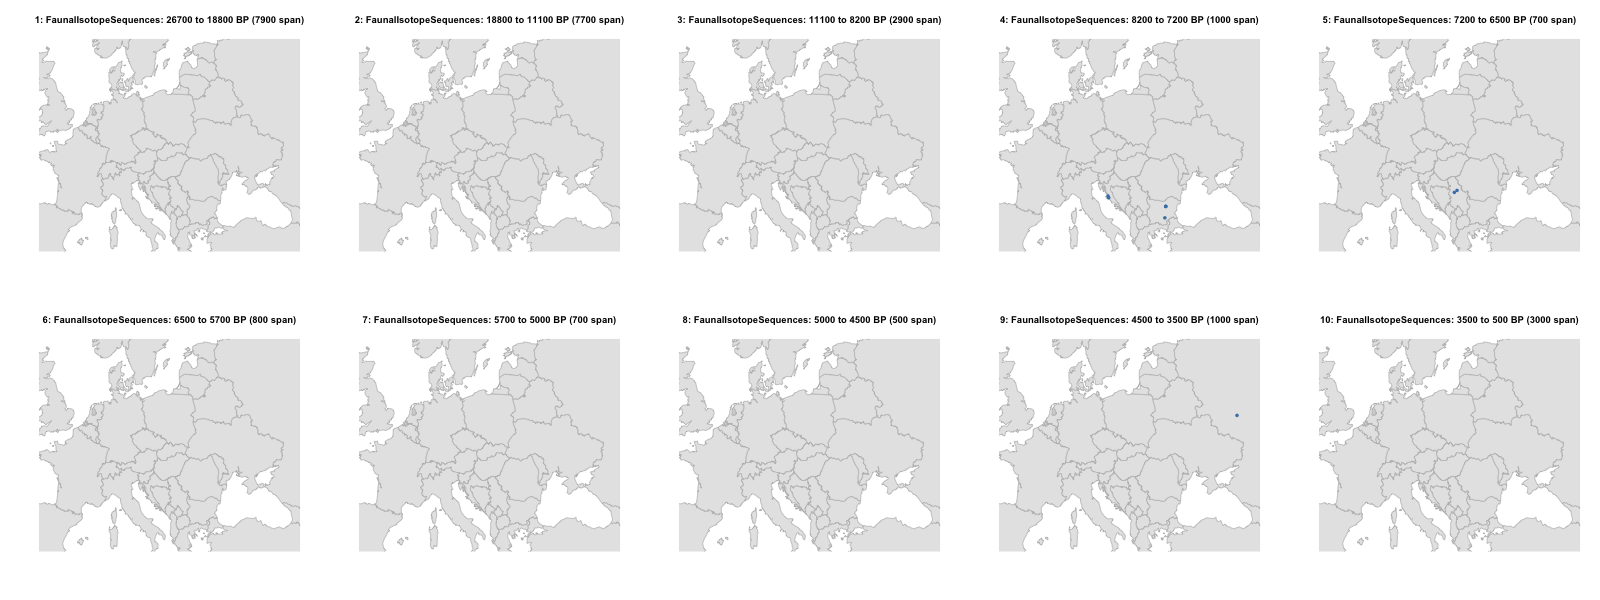 1: FaunalIsotopeSequences: 26700 to 18800 BP (7900 span)
2: FaunalIsotopeSequences: 18800 to 11100 BP (7700 span)
3: FaunalIsotopeSequences: 11100 to 8200 BP (2900 span)
4: FaunalIsotopeSequences: 8200 to 7200 BP (1000 span)
5: FaunalIsotopeSequences: 7200 to 6500 BP (700 span)
6: FaunalIsotopeSequences: 6500 to 5700 BP (800 span)
7: FaunalIsotopeSequences: 5700 to 5000 BP (700 span)
8: FaunalIsotopeSequences: 5000 to 4500 BP (500 span)
9: FaunalIsotopeSequences: 4500 to 3500 BP (1000 span)
10: FaunalIsotopeSequences: 3500 to 500 BP (3000 span)